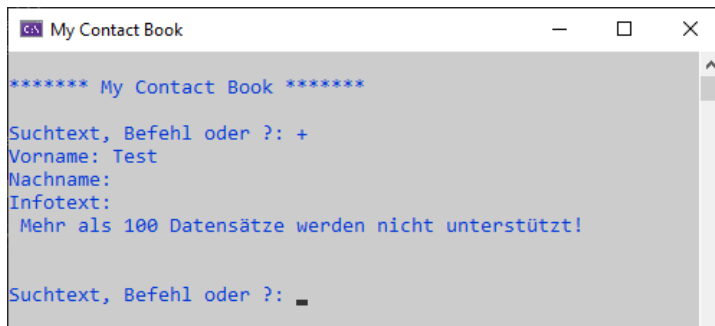 My Contact Book
******* My Contact Book *******
Suchtext, Befehl oder ?: +
Vorname: Test
Nachname:
Infotext:
Mehr als 100 Datensätze werden nicht unterstützt!
Suchtext, Befehl oder ?: